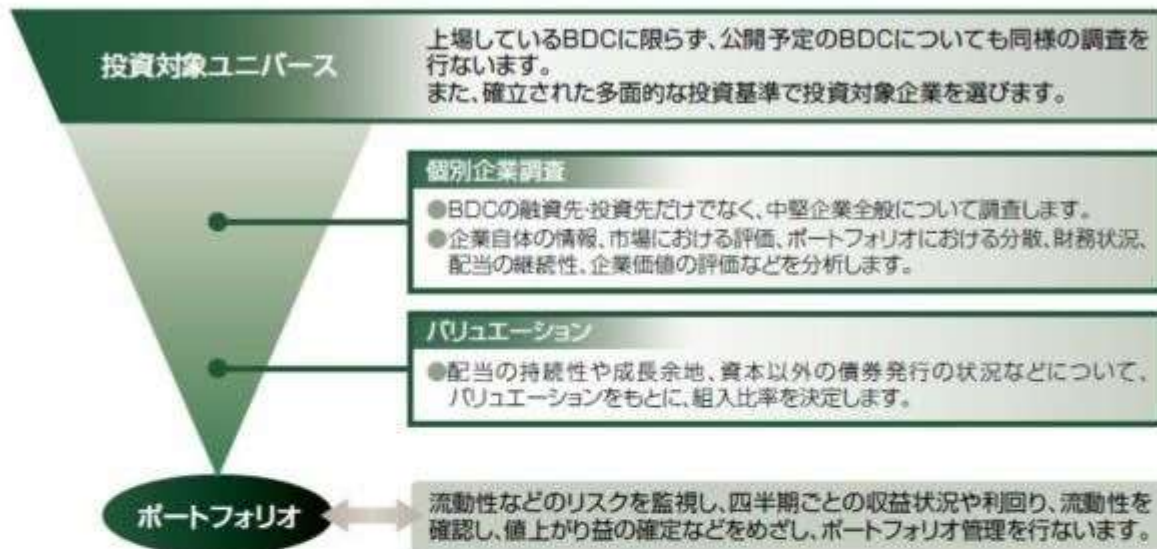 投資対象ユニバース
上場しているBDCに限らず、公開予定のBDCについても同様の調査を
行ないます。
また、確立された多面的な投資基準で投資対象企業を選びます。
個別企業調査
●BDCの融資先・投資先だけでなく、中堅企業全般について調査します。
●企業自体の情報、市場における評価、ポートフォリオにおける分散、財務状況、
配当の継続性、企業価値の評価などを分析します。
バリュエーション
●配当の持続性や成長余地、資本以外の債券発行の状況などについて、
バリュエーションをもとに、組入比率を決定します。
ポートフォリオ
流動性などのリスクを監視し、四半期ごとの収益状況や利回り、流動性を
確認し、値上がり益の確定などをめざし、ポートフォリオ管理を行ないます。